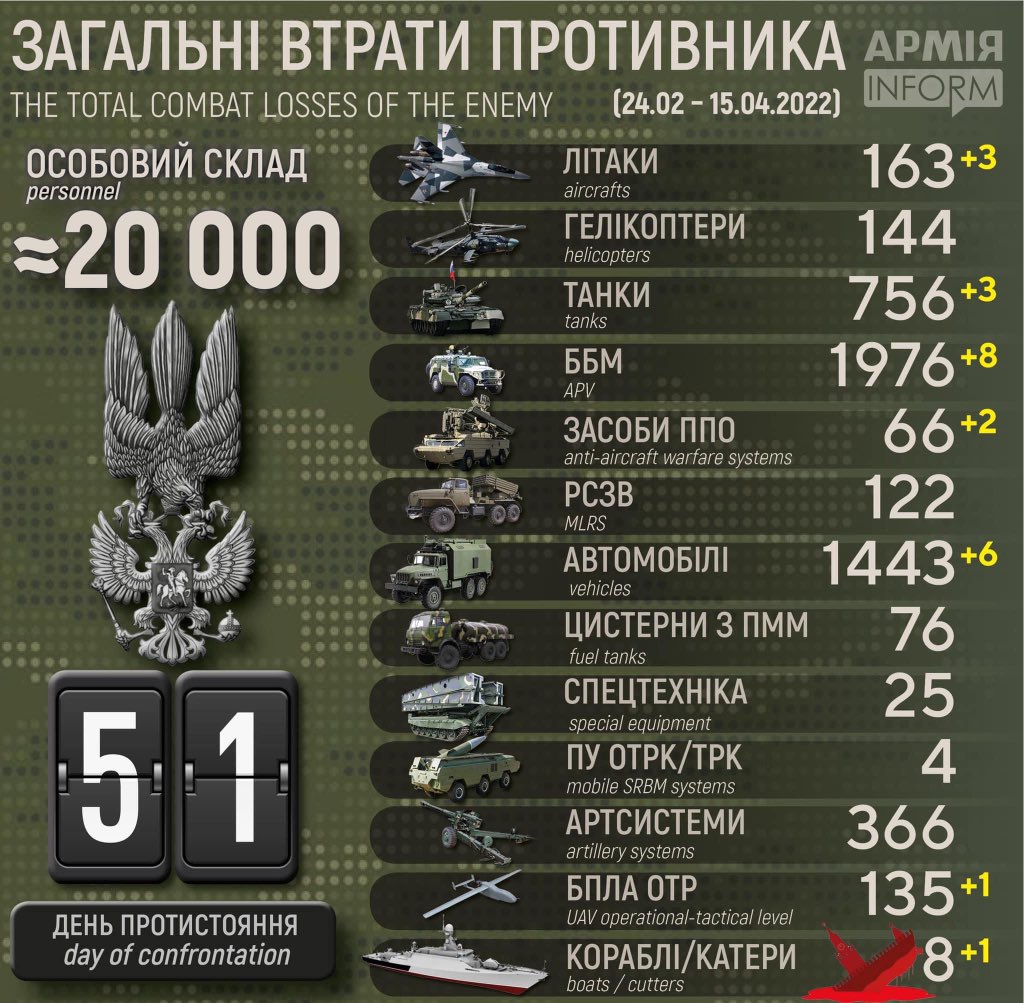 ЗАГАЛЬНІ ВТРАТИ ПРОТИВНИКА
АРМІЯ
INFORM
THE TOTAL COMBAT LOSSES OF THE ENEMY (24.02 – 15.04.2022)
ОСОБОВИЙ СКЛАД
personnel
≈20 000
ЛІТАКИ 163 +3
aircrafts
ГЕЛІКОПТЕРИ 144
helicopters
ТАНКИ 756 +3
tanks
ББМ 1976 +8
APV
ЗАСОБИ ППО 66 +2
anti-aircraft warfare systems
РСЗВ 122
MLRS
АВТОМОБІЛІ 1443 +6
vehicles
ЦИСТЕРНИ З ПММ 76
fuel tanks
СПЕЦТЕХНІКА 25
special equipment
ПУ ОТРК/ТРК 4
mobile SRBM systems
АРТСИСТЕМИ 366
artillery systems
БПЛА ОТР 135 +1
UAV operational-tactical level
КОРАБЛІ/КАТЕРИ 8 +1
boats / cutters
51
ДЕНЬ ПРОТИСТОЯННЯ
day of confrontation